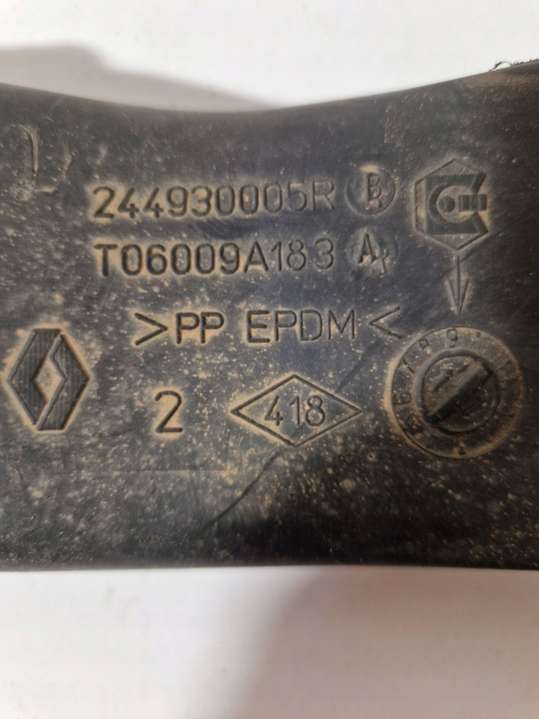 244930005R B
T06009A183 A
>PP EPDM<
2 418